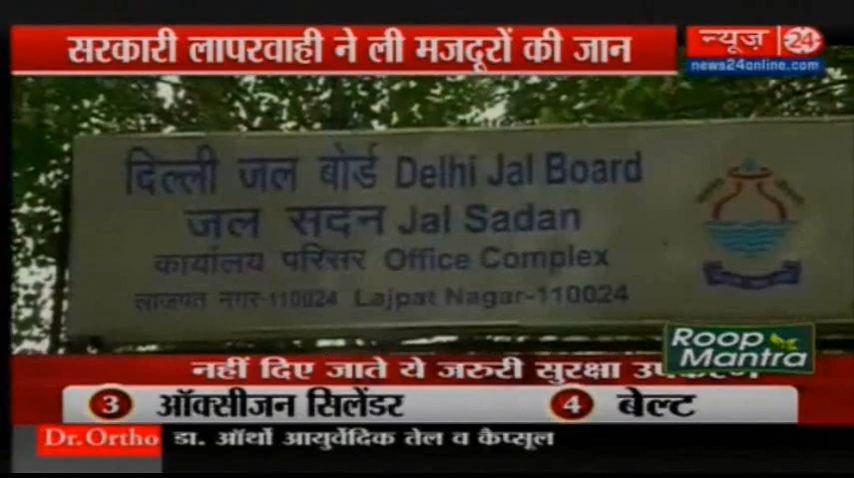 सरकारी लापरवाही ने ली मजदूरों की जान
न्यूज़ 24
news24online.com
दिल्ली जल बोर्ड Delhi Jal Board
जल सदन Jal Sadan
कार्यालय परिसर Office Complex
लाजपत नगर-110024 Lajpat Nagar-110024
Roop
Mantra
नहीं दिए जाते ये जरुरी सुरक्षा उपकरण
3 ऑक्सीजन सिलेंडर 4 बेल्ट
Dr. Ortho डा. ऑर्थो आयुर्वेदिक तेल व कैप्सूल